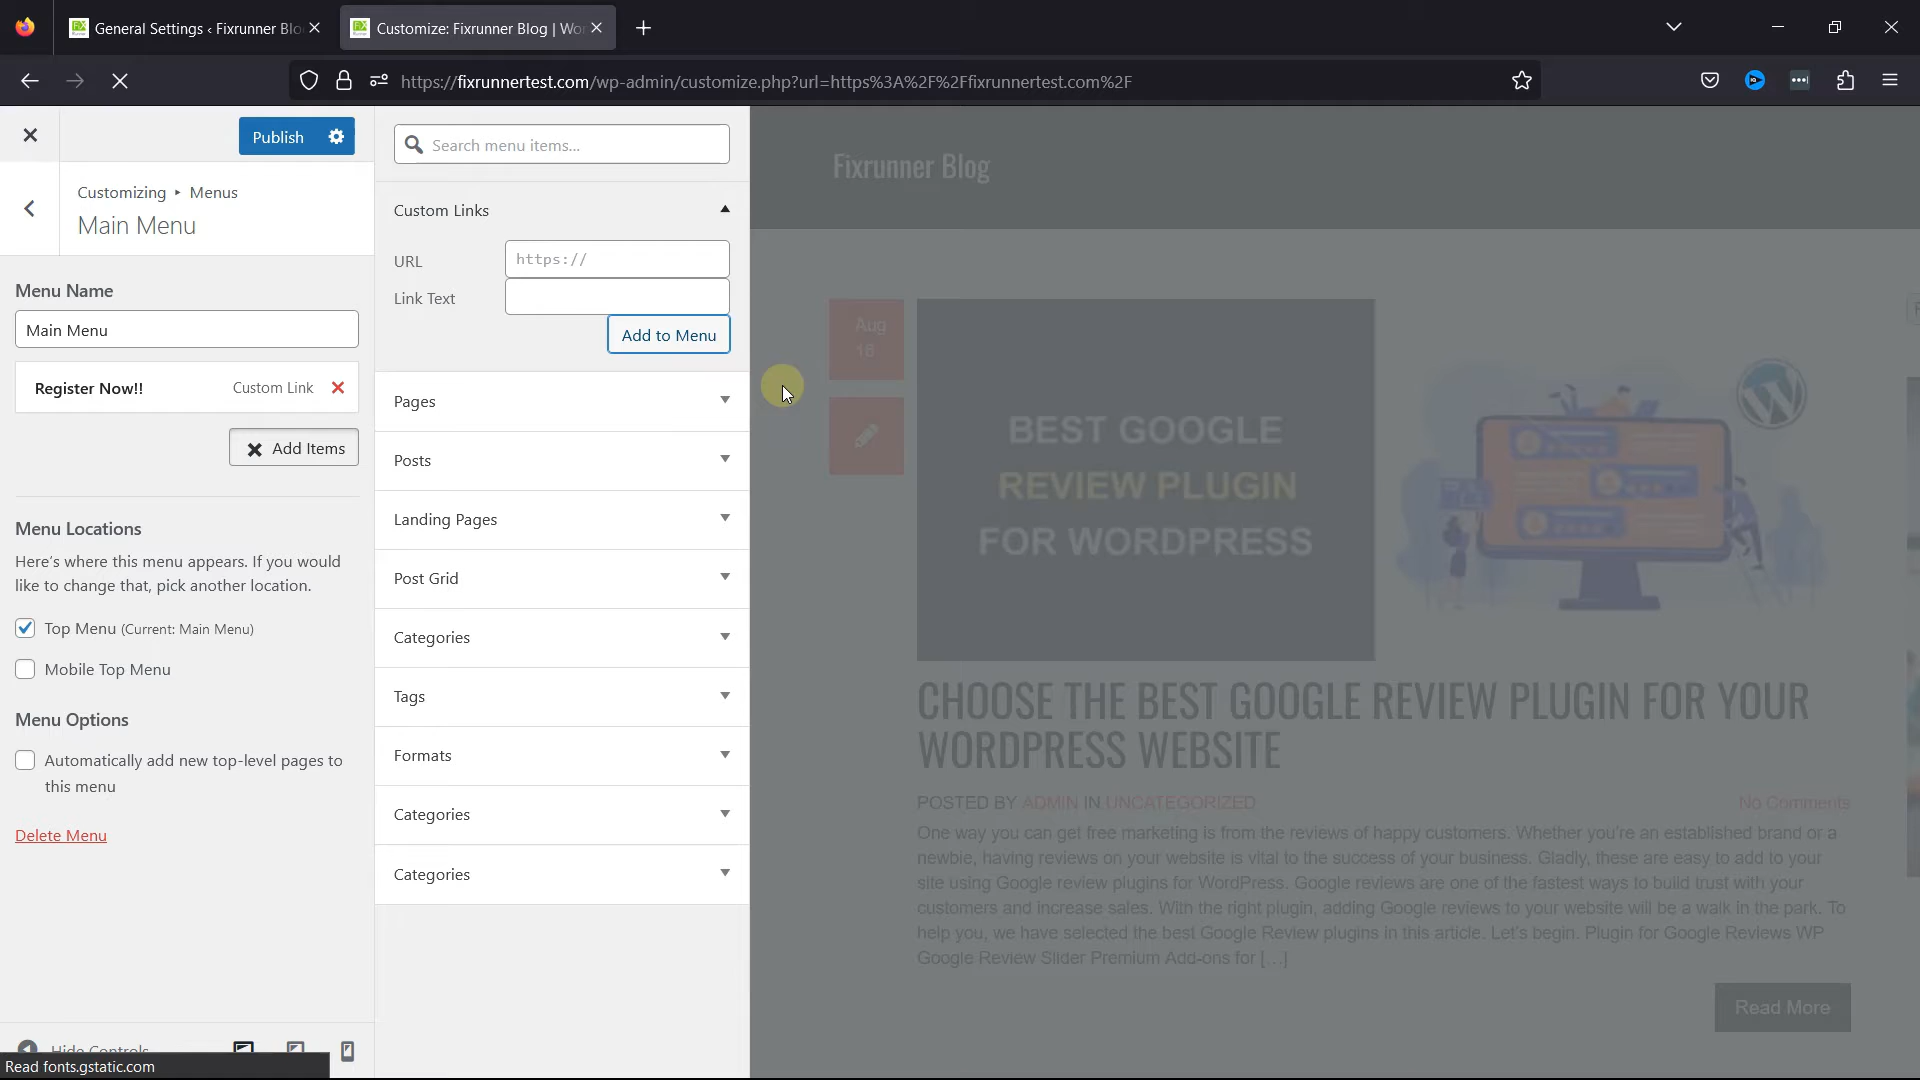 General Settings ‹ Fixrunner Blo
Customize: Fixrunner Blog | Wor
https://fixrunnertest.com/wp-admin/customize.php?url=https%3A%2F%2Ffixrunnertest.com%2F
Publish
Customizing ▸ Menus
Main Menu
Menu Name
Main Menu
Register Now!! Custom Link
Add Items
Menu Locations
Here's where this menu appears. If you would
like to change that, pick another location.
Top Menu (Current: Main Menu)
Mobile Top Menu
Menu Options
Automatically add new top-level pages to
this menu
Delete Menu
Hide Controls
Read fonts.gstatic.com
Search menu items...
Custom Links
URL
https://
Link Text
Add to Menu
Pages
Posts
Landing Pages
Post Grid
Categories
Tags
Formats
Categories
Categories
Fixrunner Blog
Aug
18
BEST GOOGLE
REVIEW PLUGIN
FOR WORDPRESS
CHOOSE THE BEST GOOGLE REVIEW PLUGIN FOR YOUR
WORDPRESS WEBSITE
POSTED BY ADMIN IN UNCATEGORIZED
No Comments
One way you can get free marketing is from the reviews of happy customers. Whether you're an established brand or a
newbie, having reviews on your website is vital to the success of your business. Gladly, these are easy to add to your
site using Google review plugins for WordPress. Google reviews are one of the fastest ways to build trust with your
customers and increase sales. With the right plugin, adding Google reviews to your website will be a walk in the park. To
help you, we have selected the best Google Review plugins in this article. Let's begin. Plugin for Google Reviews WP
Google Review Slider Premium Add-ons for [...]
Read More